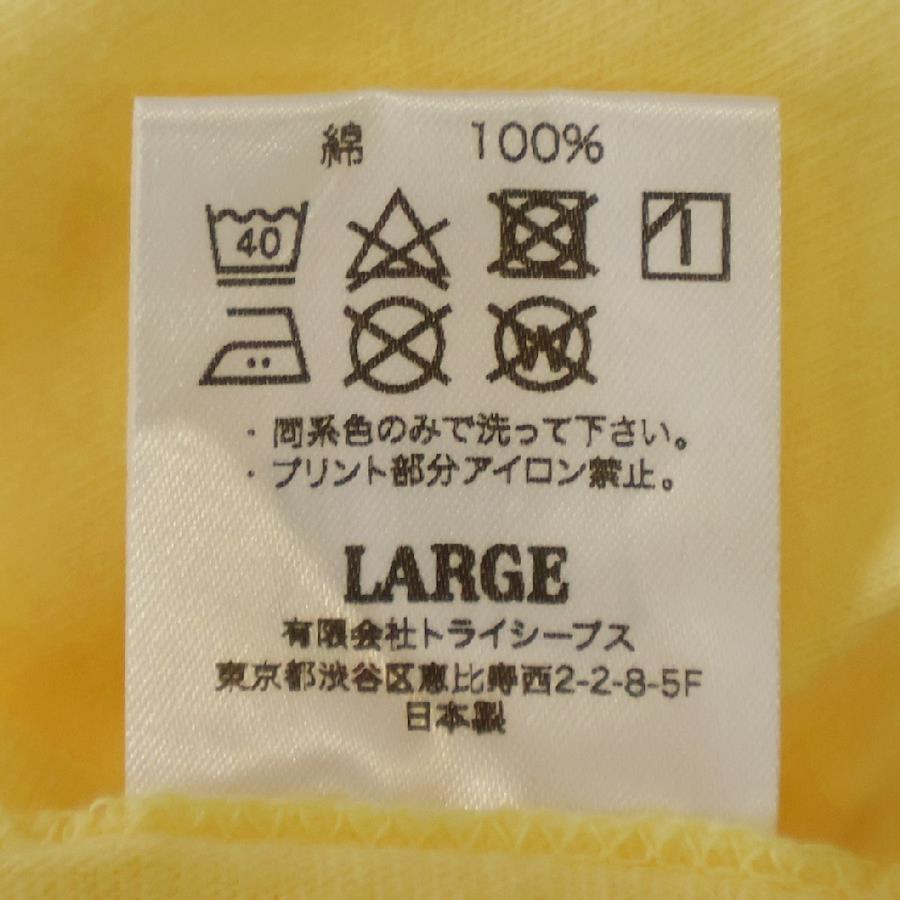 綿 100%
40
W
・同系色のみで洗って下さい。
・プリント部分アイロン禁止。
LARGE
有限会社トライシープス
東京都渋谷区恵比寿西2-2-8-5F
日本製